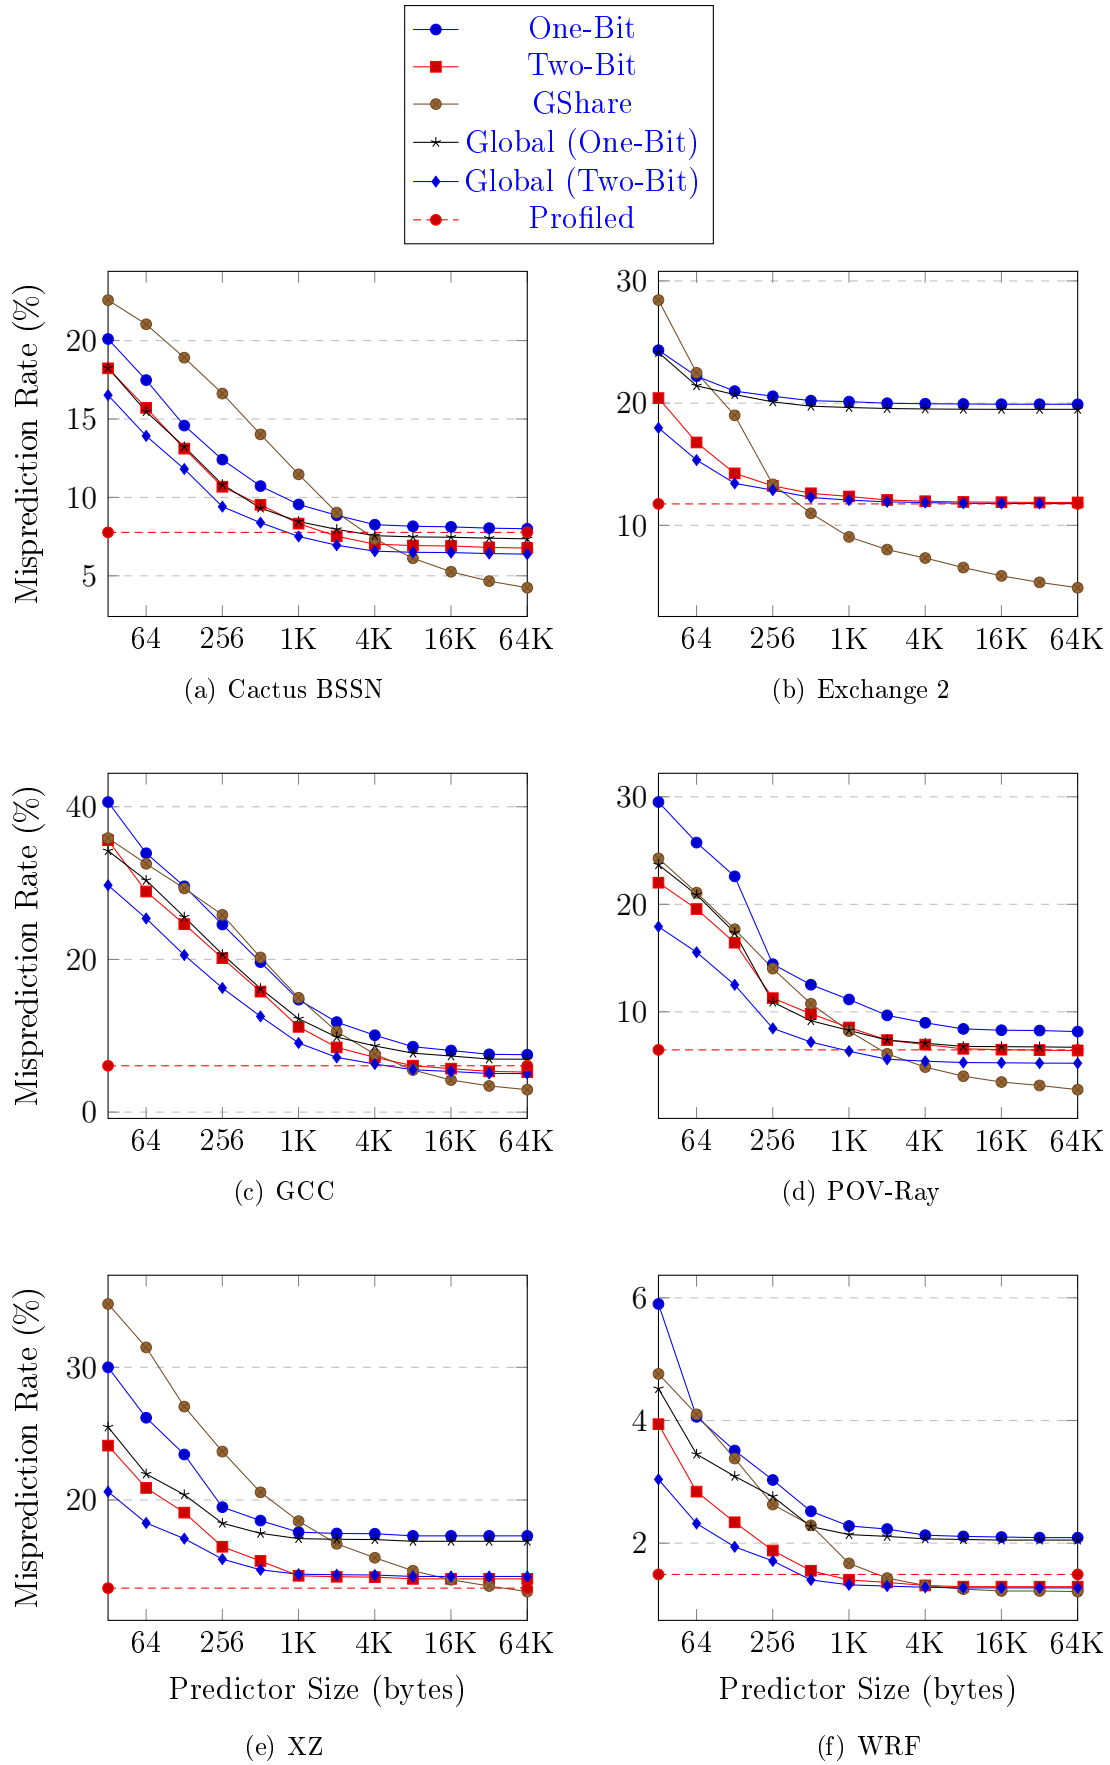 One-Bit
Two-Bit
GShare
Global (One-Bit)
Global (Two-Bit)
Profiled
Misprediction Rate (%)
20
15
10
5
64 256 1K 4K 16K 64K
(a) Cactus BSSN
30
20
10
64 256 1K 4K 16K 64K
(b) Exchange 2
Misprediction Rate (%)
40
20
0
64 256 1K 4K 16K 64K
(c) GCC
30
20
10
64 256 1K 4K 16K 64K
(d) POV-Ray
Misprediction Rate (%)
30
20
64 256 1K 4K 16K 64K
Predictor Size (bytes)
(e) XZ
6
4
2
64 256 1K 4K 16K 64K
Predictor Size (bytes)
(f) WRF